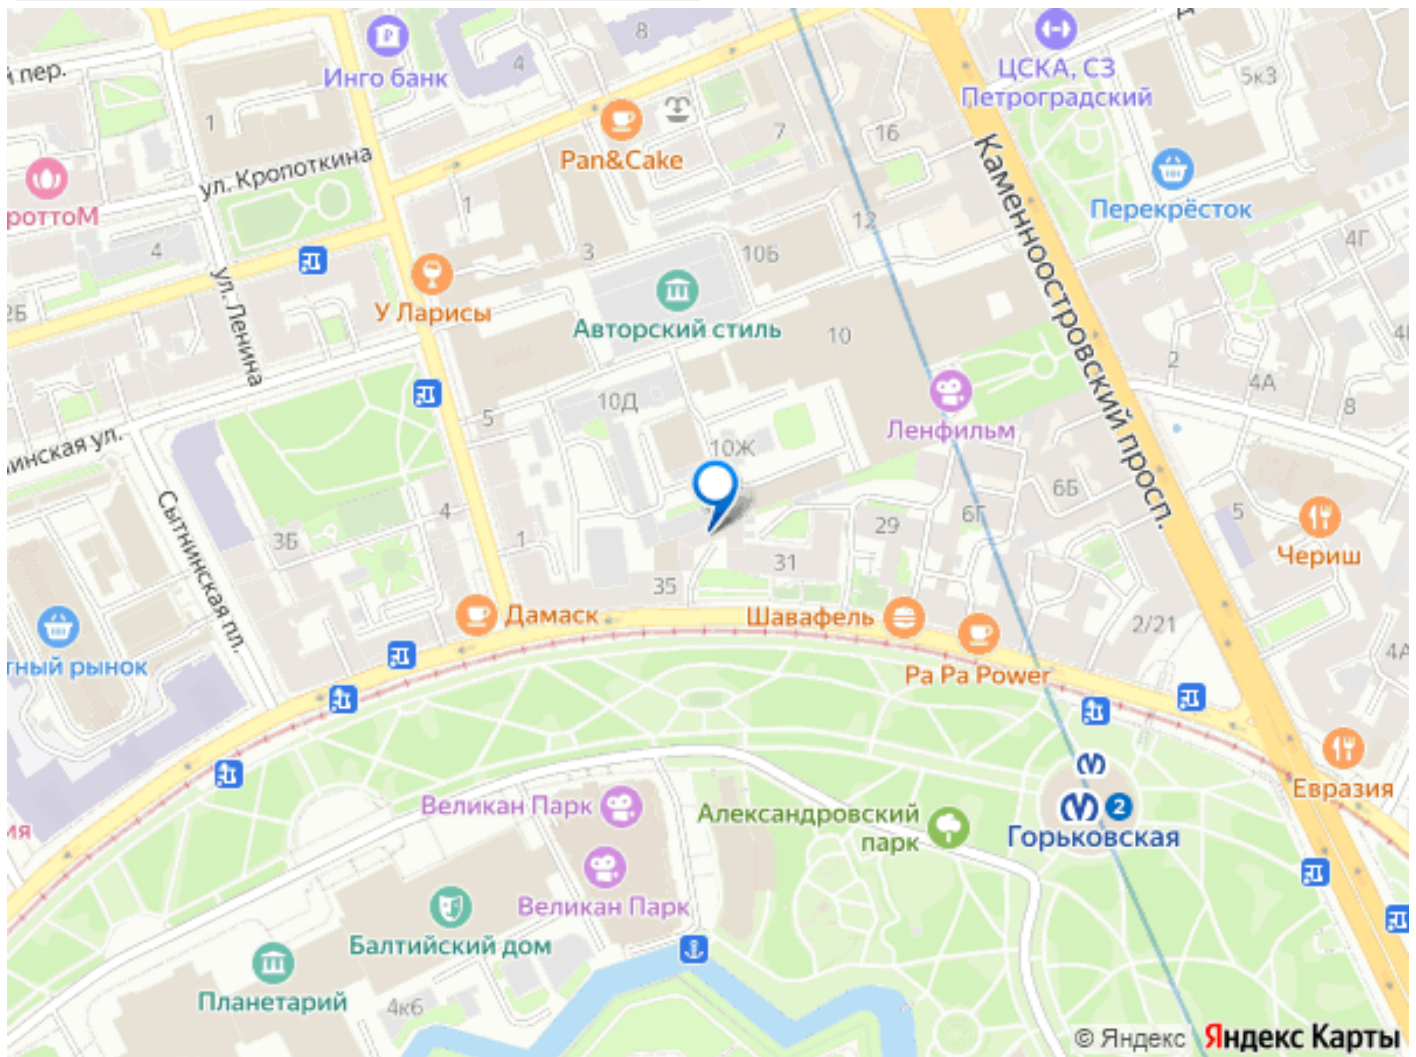 8
4
Инго банк
пер.
ЦСКА, СЗ
Петроградский
5к3
1
Pan&Cake
7
16
ул. Кропоткина
Каменноостровский просп.
Перекрёсток
роттоМ
1
12
4
3
10Б
4Г
У Ларисы
2Б
ул. Ленина
Авторский стиль
10
2
4А
8
5
10Д
Ленфильм
инская ул.
10Ж
6Б
Сытнинская пл.
4
3Б
1
29
6Г
5
Чериш
31
35
Дамаск
Шавафель
2/21
4А
тный рынок
Pa Pa Power
Евразия
Великан Парк
Александровский
парк
2
Горьковская
ия
Великан Парк
Балтийский дом
Планетарий
4к6
© Яндекс Яндекс Карты